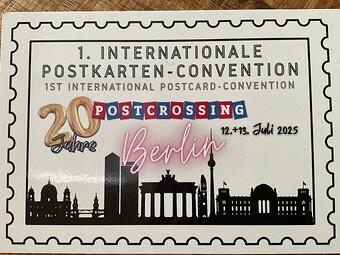 1. INTERNATIONALE
POSTKARTEN-CONVENTION
1ST INTERNATIONAL POSTCARD-CONVENTION
20 POSTCROSSING
Jahre
Berlin 12.+13. Juli 2025